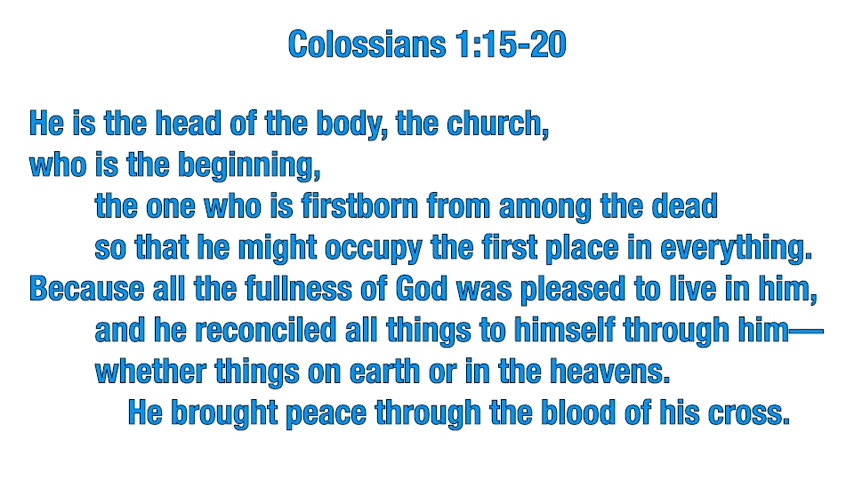 Colossians 1:15-20
He is the head of the body, the church,
who is the beginning,
the one who is firstborn from among the dead
so that he might occupy the first place in everything.
Because all the fullness of God was pleased to live in him,
and he reconciled all things to himself through him—
whether things on earth or in the heavens.
He brought peace through the blood of his cross.